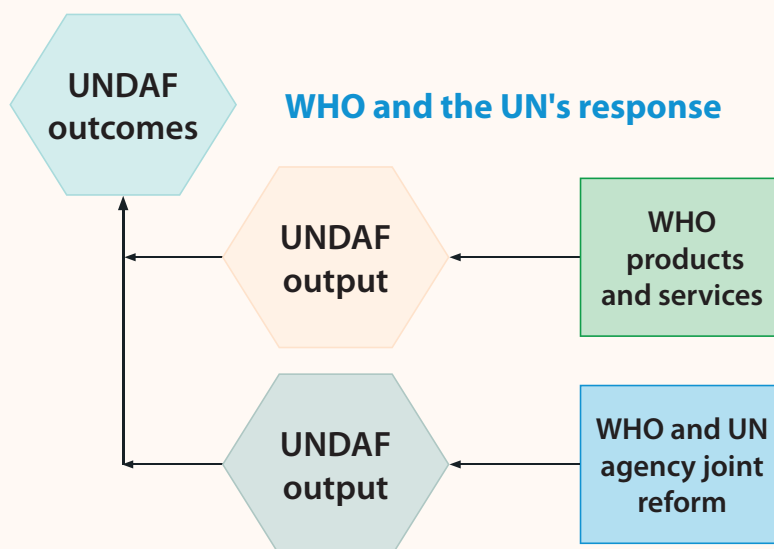 UNDAF
outcomes
WHO and the UN's response
UNDAF
output
WHO
products
and services
UNDAF
output
WHO and UN
agency joint
reform